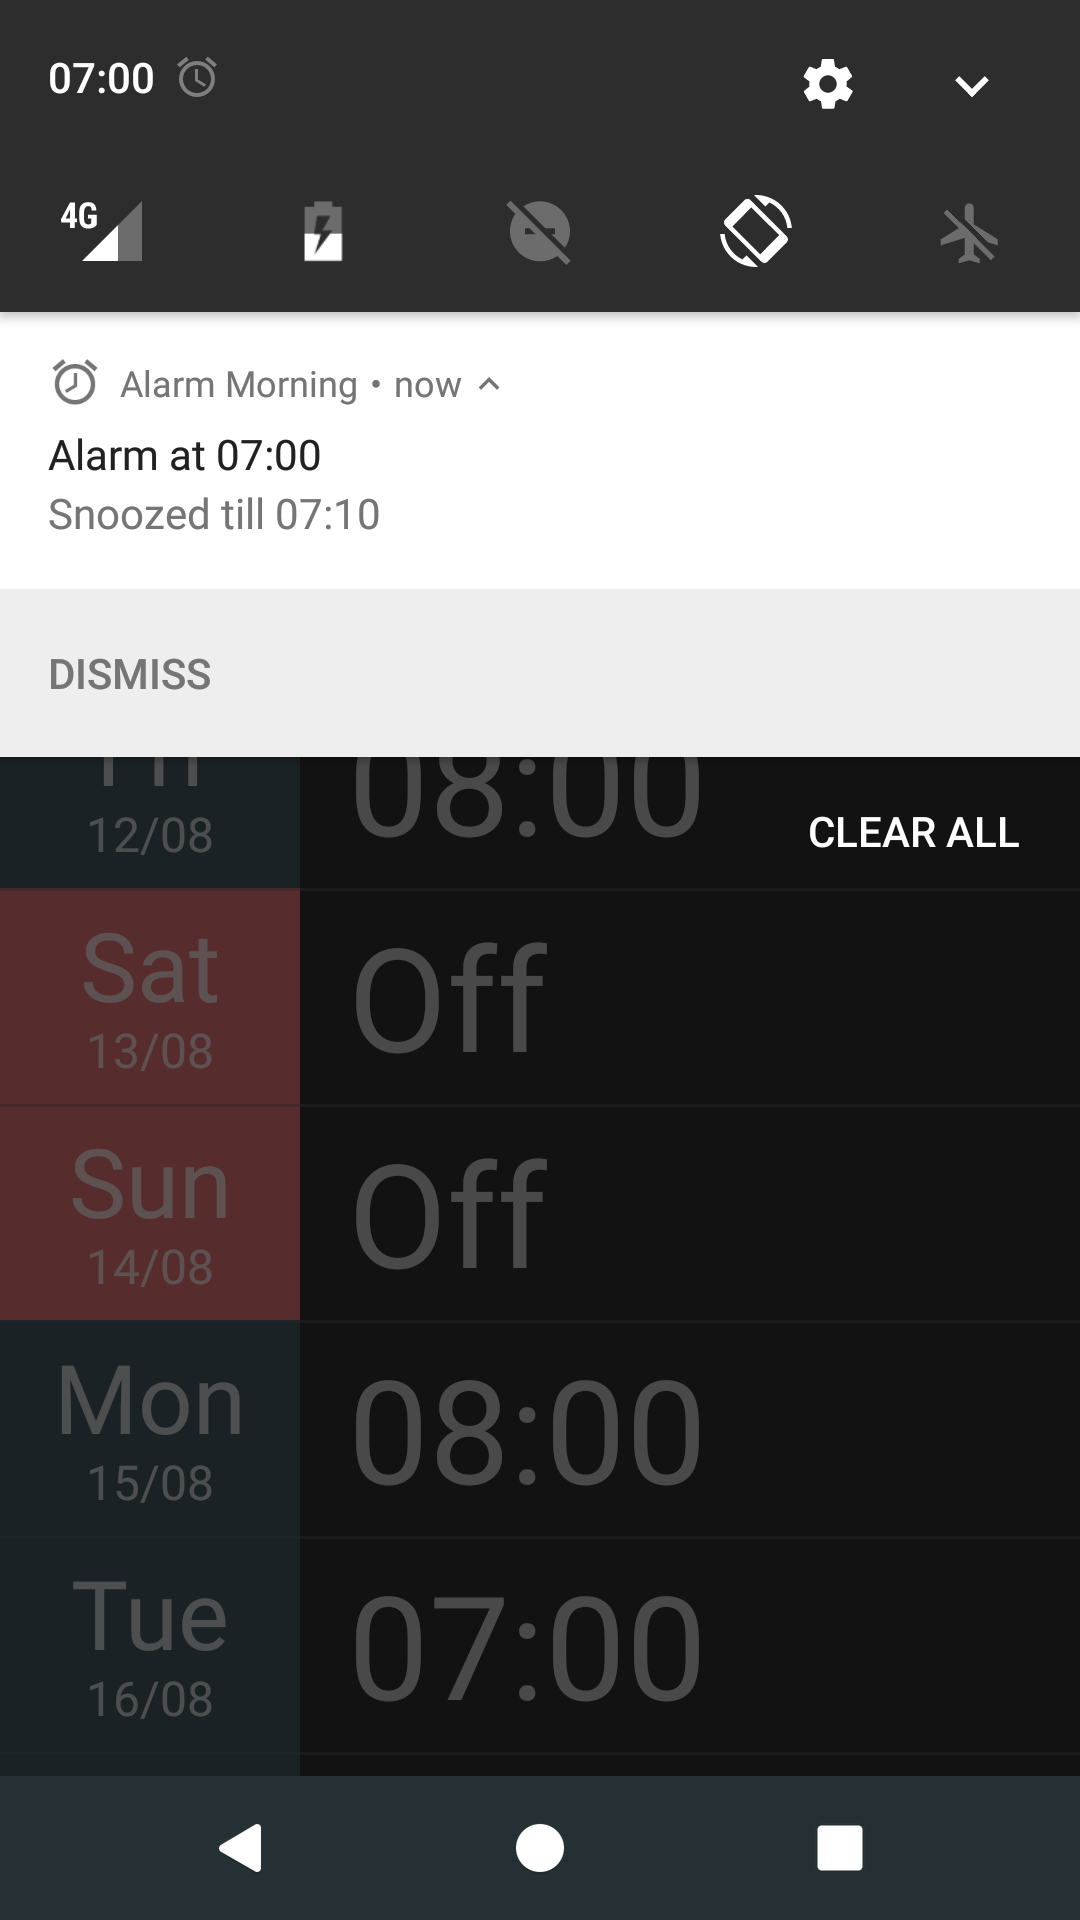 07:00
4G
Alarm Morning • now
Alarm at 07:00
Snoozed till 07:10
DISMISS
Fri 08:00
12/08
CLEAR ALL
Sat Off
13/08
Sun Off
14/08
Mon 08:00
15/08
Tue 07:00
16/08